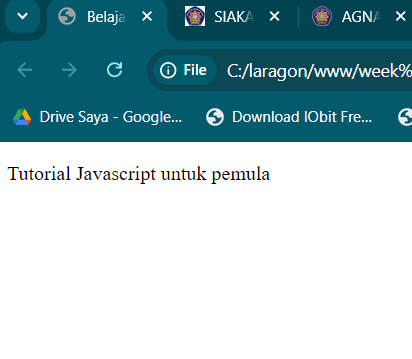 Belaja
SIAKA
AGNA
File C:/laragon/www/week%
Drive Saya - Google...
Download IObit Fre...
Tutorial Javascript untuk pemula